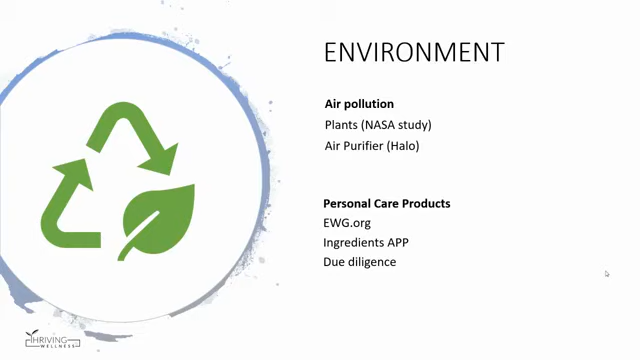 ENVIRONMENT
Air pollution
Plants (NASA study)
Air Purifier (Halo)
Personal Care Products
EWG.org
Ingredients APP
Due diligence
THRIVING
WELLNESS